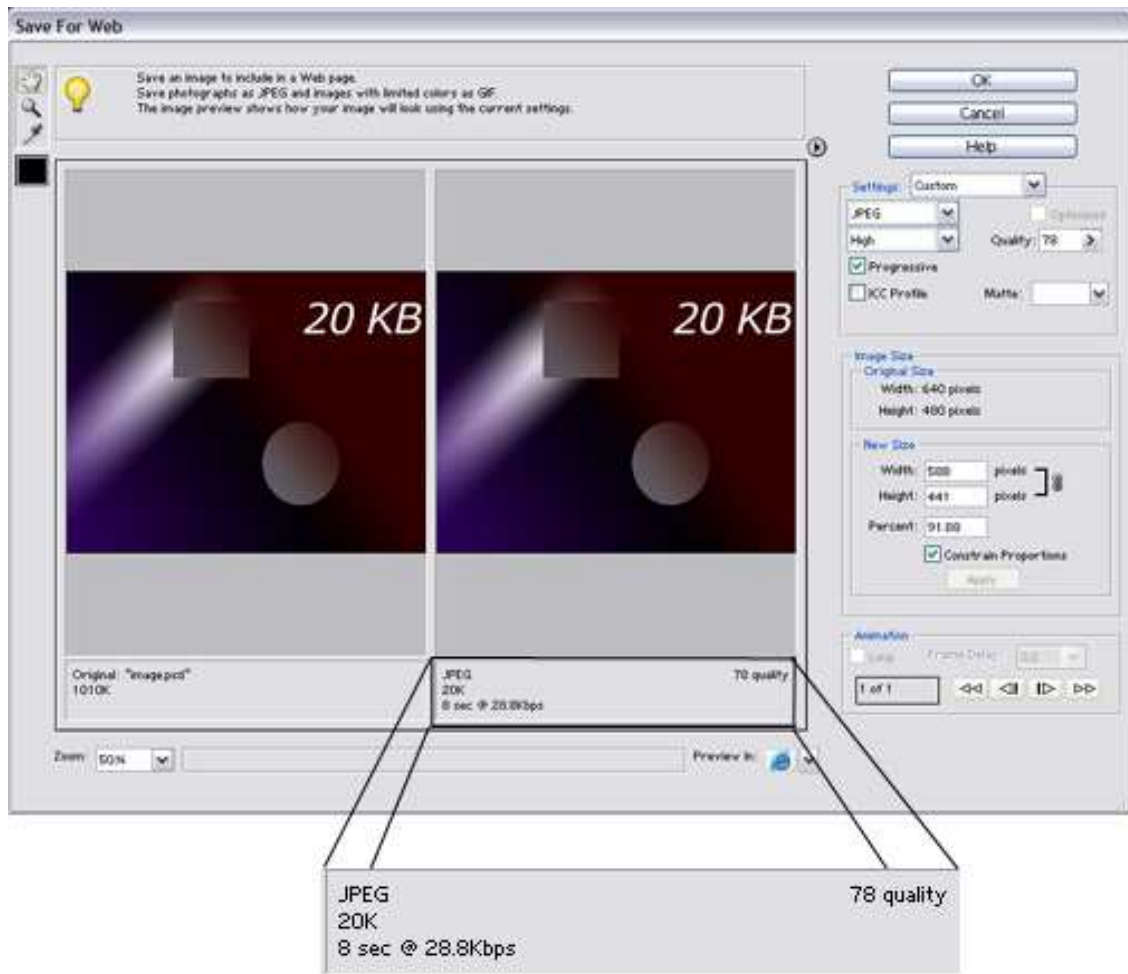 Save For Web
Save an image to include in a Web page.
Save photographs as JPEG and images with limited colors as GIF.
The image preview shows how your image will look using the current settings.
OK
Cancel
Help
Settings: Custom
JPEG
Optimized
High
Quality: 78
Progressive
ICC Profile
Matte:
20 KB
20 KB
Image Size
Original Size
Width: 640 pixels
Height: 480 pixels
New Size
Width: 588 pixels
Height: 441 pixels
Percent: 91.88
Constrain Proportions
Apply
Animation
Loop
Frame Delay:
1 of 1
Original: "image.psd"
1010K
JPEG
78 quality
20K
8 sec @ 28.8Kbps
Zoom: 50%
Preview In:
JPEG
78 quality
20K
8 sec @ 28.8Kbps